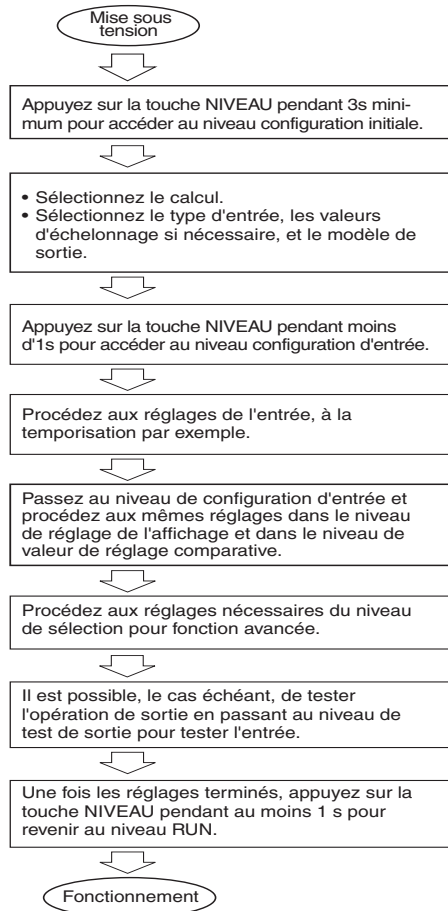 Mise sous
tension
Appuyez sur la touche NIVEAU pendant 3s mini-
mum pour accéder au niveau configuration initiale.
• Sélectionnez le calcul.
• Sélectionnez le type d'entrée, les valeurs
d'échelonnage si nécessaire, et le modèle de
sortie.
Appuyez sur la touche NIVEAU pendant moins
d'1s pour accéder au niveau configuration d'entrée.
Procédez aux réglages de l'entrée, à la
temporisation par exemple.
Passez au niveau de configuration d'entrée et
procédez aux mêmes réglages dans le niveau
de réglage de l'affichage et dans le niveau de
valeur de réglage comparative.
Procédez aux réglages nécessaires du niveau
de sélection pour fonction avancée.
Il est possible, le cas échéant, de tester
l'opération de sortie en passant au niveau de
test de sortie pour tester l'entrée.
Une fois les réglages terminés, appuyez sur la
touche NIVEAU pendant au moins 1 s pour
revenir au niveau RUN.
Fonctionnement